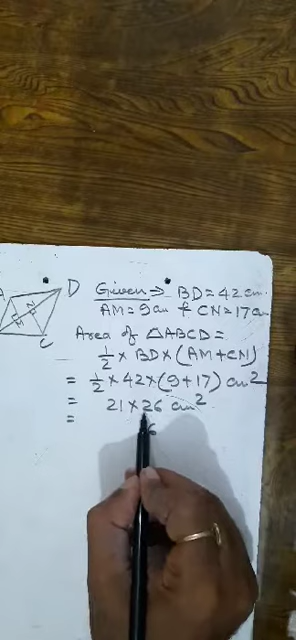 D Given → BD = 42 cm
AM = 9 cm & CN = 17 cm
M N
C
Area of △ABCD =
1/2 × BD × (AM + CN)
= 1/2 × 42 × (9 + 17) cm²
= 21 × 26 cm²
=